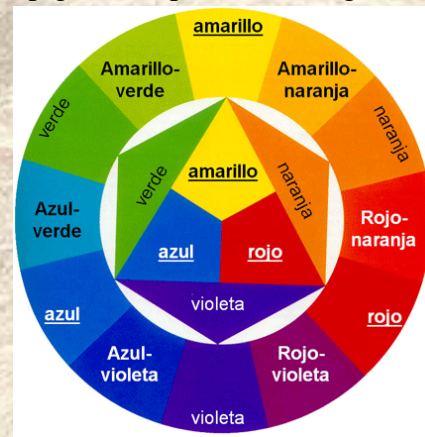 amarillo
Amarillo-
verde
Amarillo-
naranja
verde
naranja
amarillo
verde
naranja
Azul-
verde
Rojo-
naranja
azul
rojo
azul
rojo
violeta
Azul-
violeta
Rojo-
violeta
violeta